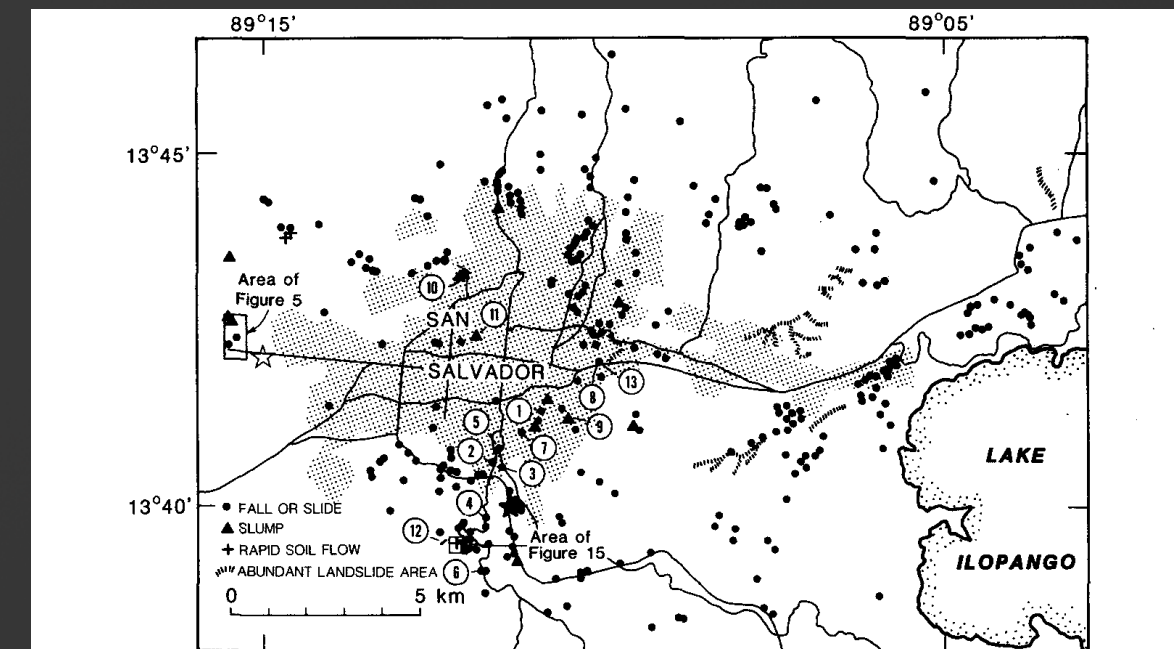 89°15'
89°05'
13°45'
Area of
Figure 5
10
11
SAN
SALVADOR
13
8
1
5
9
2
7
3
LAKE
13°40'
4
FALL OR SLIDE
SLUMP
12
RAPID SOIL FLOW
Area of
Figure 15
ILOPANGO
ABUNDANT LANDSLIDE AREA
6
0
5 km